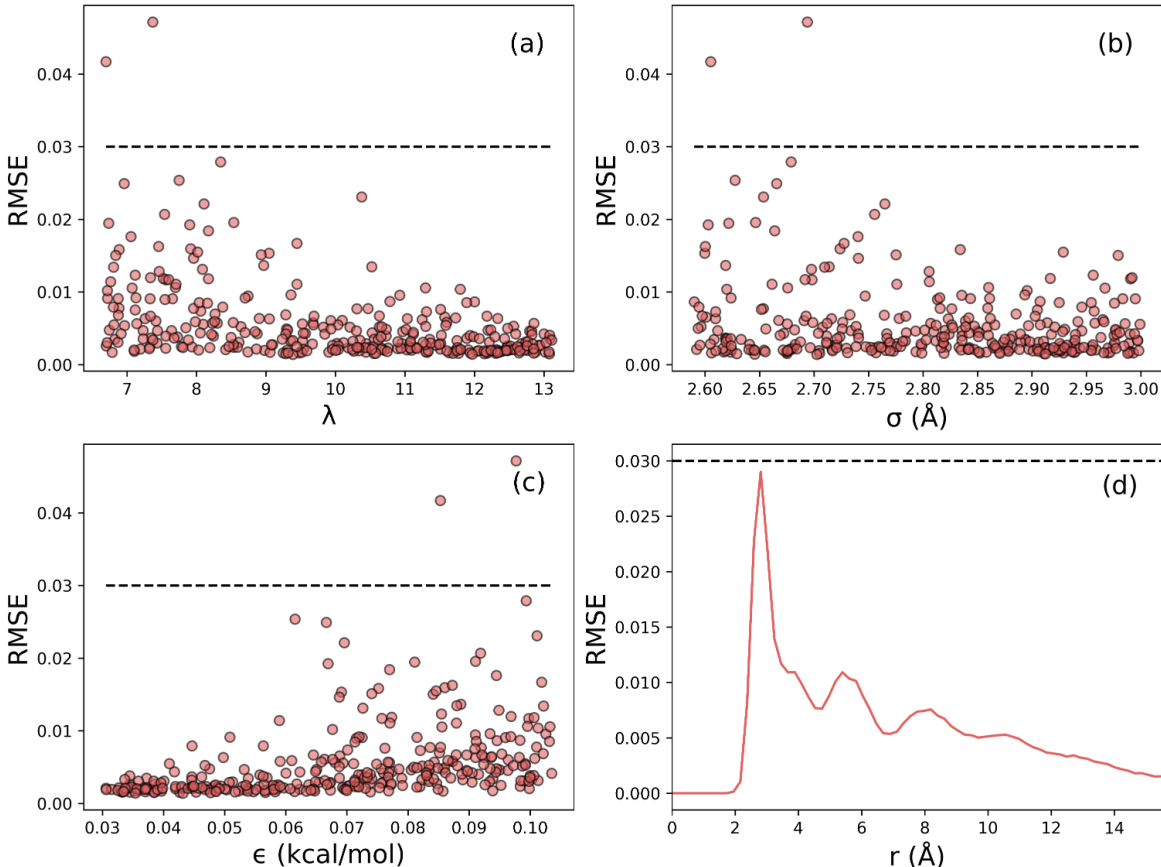 (a)
RMSE
0.04
0.03
0.02
0.01
0.00
7 8 9 10 11 12 13
λ
(b)
RMSE
0.04
0.03
0.02
0.01
0.00
2.60 2.65 2.70 2.75 2.80 2.85 2.90 2.95 3.00
σ (Å)
(c)
RMSE
0.04
0.03
0.02
0.01
0.00
0.03 0.04 0.05 0.06 0.07 0.08 0.09 0.10
ϵ (kcal/mol)
(d)
RMSE
0.030
0.025
0.020
0.015
0.010
0.005
0.000
0 2 4 6 8 10 12 14
r (Å)